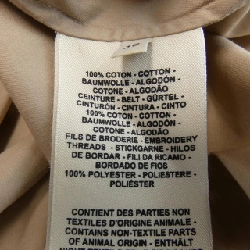 100% COTON - COTTON -
BAUMWOLLE - ALGODON -
COTONE - ALGODÃO
CEINTURE - BELT - GÜRTEL -
CINTURÓN - CINTURA - CINTO
100% COTON - COTTON -
BAUMWOLLE - ALGODON -
COTONE - ALGODÃO
FILS DE BRODERIE - EMBROIDERY
THREADS - STICKGARNE - HILOS
DE BORDAR - FILI DA RICAMO -
BORDADO DE FIOS
100% POLYESTER - POLIESTERE -
POLIÉSTER
CONTIENT DES PARTIES NON
TEXTILES D'ORIGINE ANIMALE -
CONTAINS NON-TEXTILE PARTS
OF ANIMAL ORIGIN - ENTHÄLT